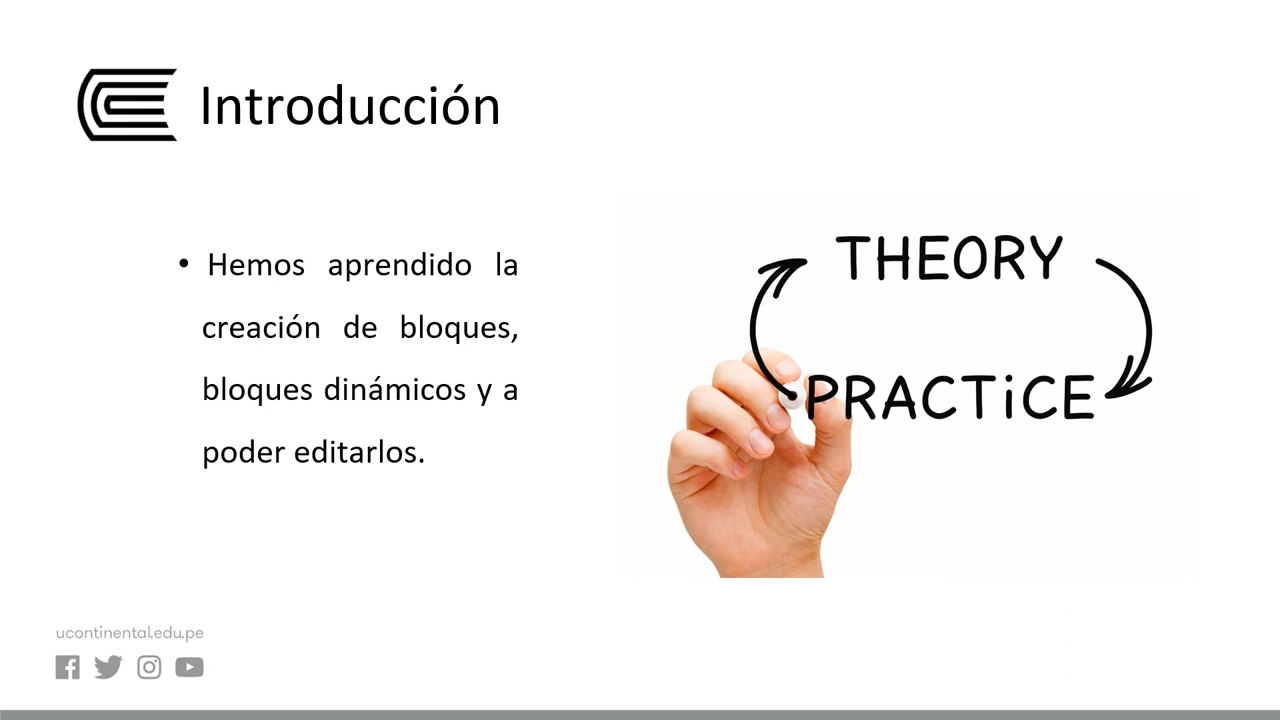 Introducción
• Hemos aprendido la
creación de bloques,
bloques dinámicos y a
poder editarlos.
THEORY
PRACTiCE
ucontinental.edu.pe